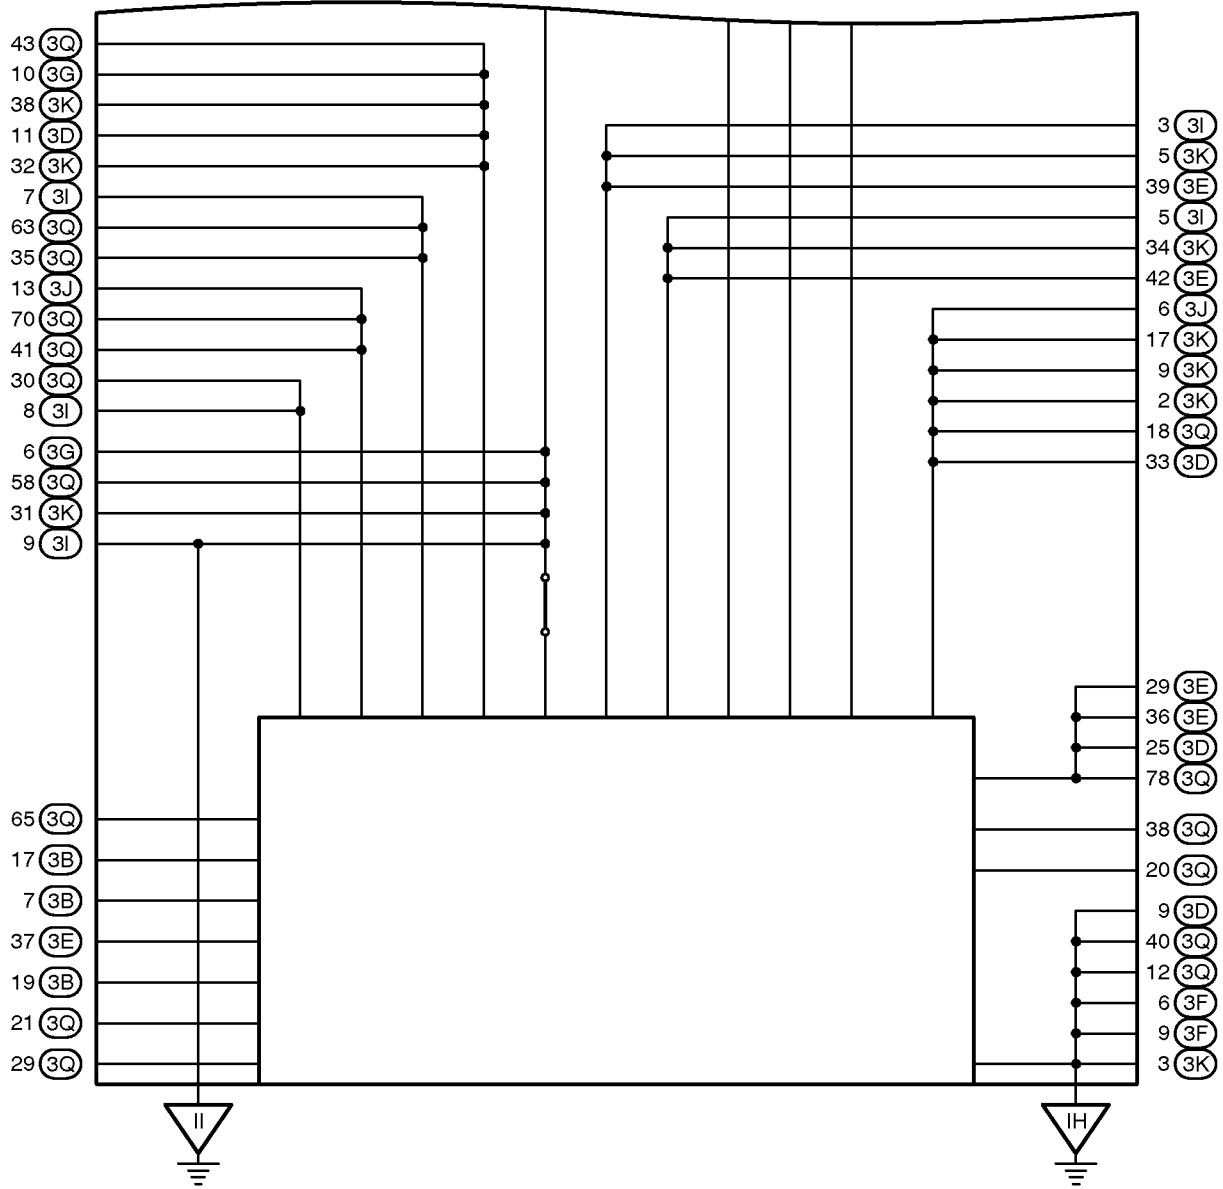 43 3Q
10 3G
38 3K
11 3D
32 3K
7 3I
63 3Q
35 3Q
13 3J
70 3Q
41 3Q
30 3Q
8 3I
6 3G
58 3Q
31 3K
9 3I
65 3Q
17 3B
7 3B
37 3E
19 3B
21 3Q
29 3Q
3 3I
5 3K
39 3E
5 3I
34 3K
42 3E
6 3J
17 3K
9 3K
2 3K
18 3Q
33 3D
29 3E
36 3E
25 3D
78 3Q
38 3Q
20 3Q
9 3D
40 3Q
12 3Q
6 3F
9 3F
3 3K
II
IH